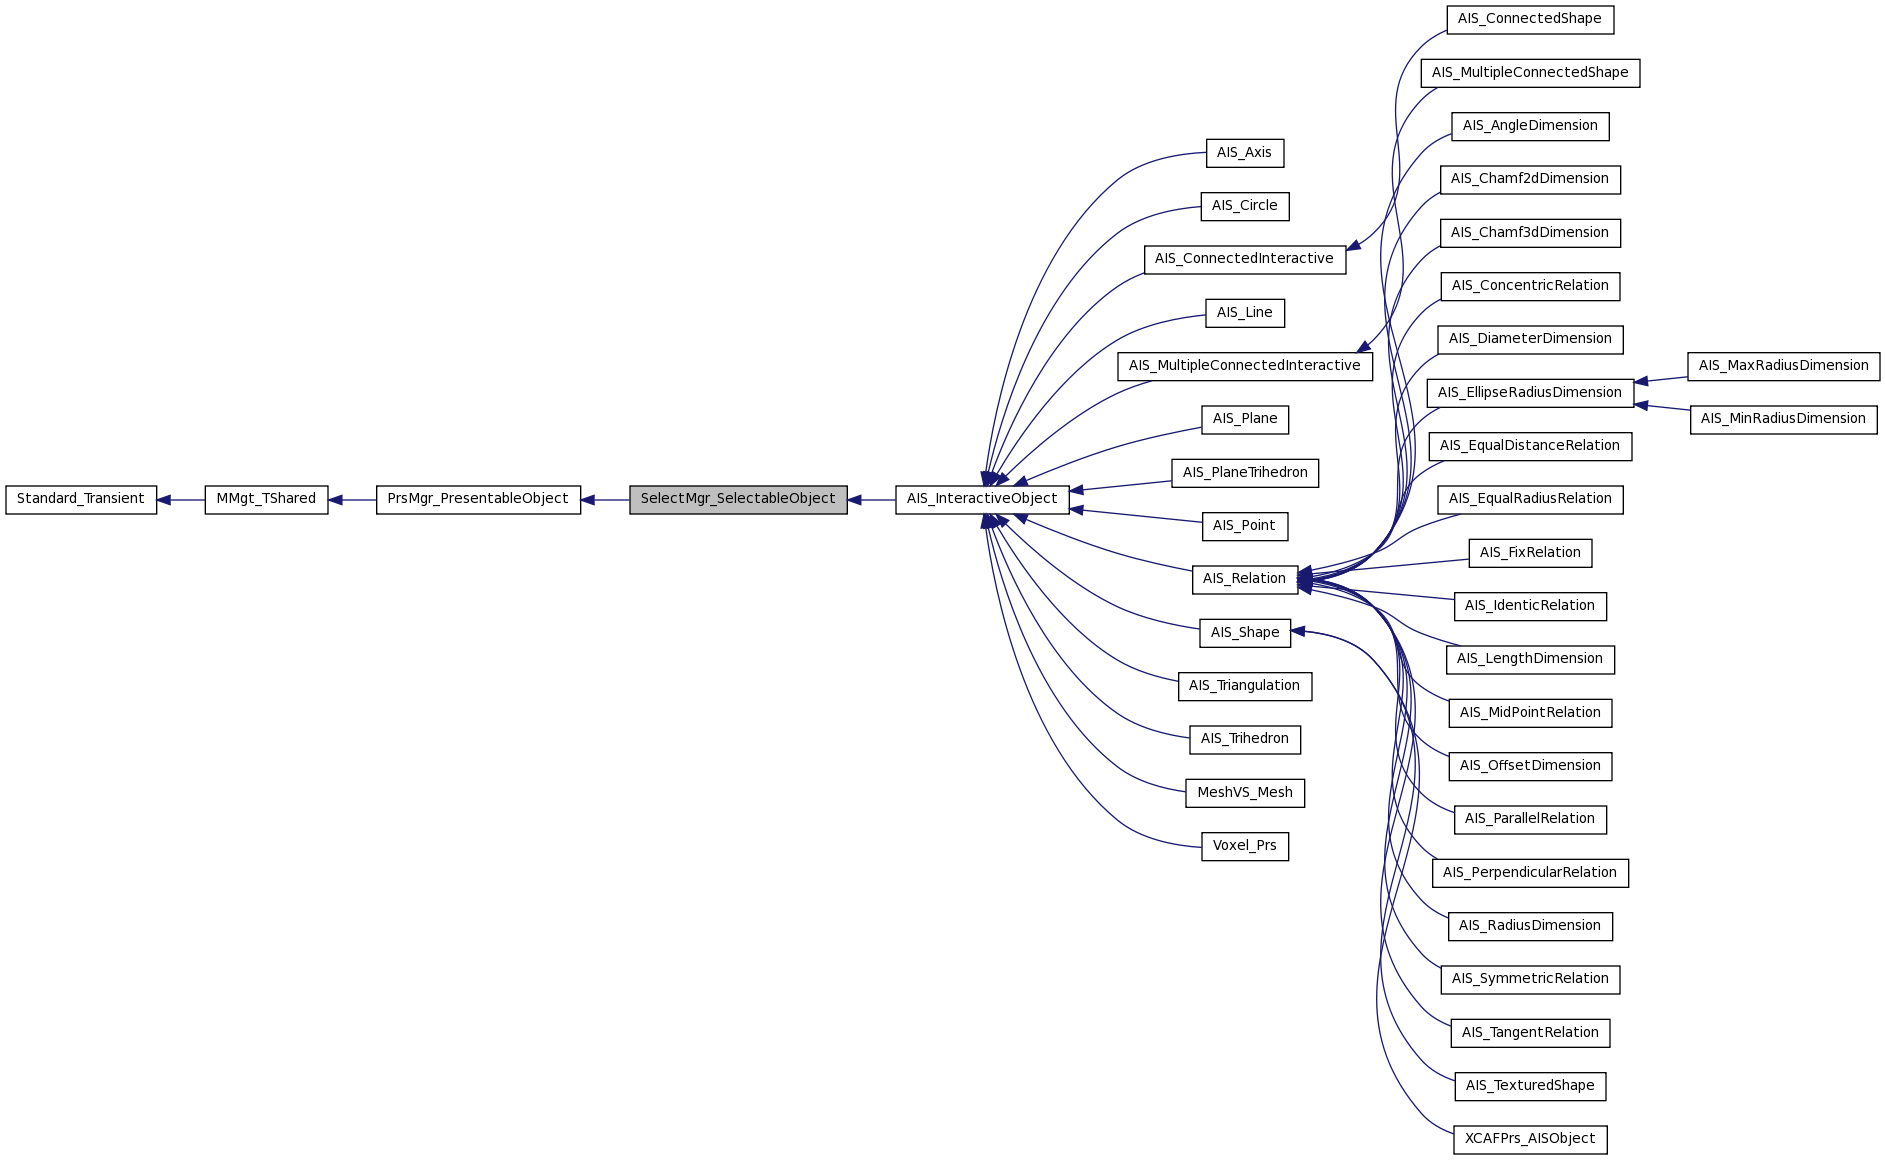 Standard_Transient
MMgt_TShared
PrsMgr_PresentableObject
SelectMgr_SelectableObject
AIS_InteractiveObject
AIS_Axis
AIS_Circle
AIS_ConnectedInteractive
AIS_Line
AIS_MultipleConnectedInteractive
AIS_Plane
AIS_PlaneTrihedron
AIS_Point
AIS_Relation
AIS_Shape
AIS_Triangulation
AIS_Trihedron
MeshVS_Mesh
Voxel_Prs
AIS_ConnectedShape
AIS_MultipleConnectedShape
AIS_AngleDimension
AIS_Chamf2dDimension
AIS_Chamf3dDimension
AIS_ConcentricRelation
AIS_DiameterDimension
AIS_EllipseRadiusDimension
AIS_EqualDistanceRelation
AIS_EqualRadiusRelation
AIS_FixRelation
AIS_IdenticRelation
AIS_LengthDimension
AIS_MidPointRelation
AIS_OffsetDimension
AIS_ParallelRelation
AIS_PerpendicularRelation
AIS_RadiusDimension
AIS_SymmetricRelation
AIS_TangentRelation
AIS_TexturedShape
XCAFPrs_AISObject
AIS_MaxRadiusDimension
AIS_MinRadiusDimension